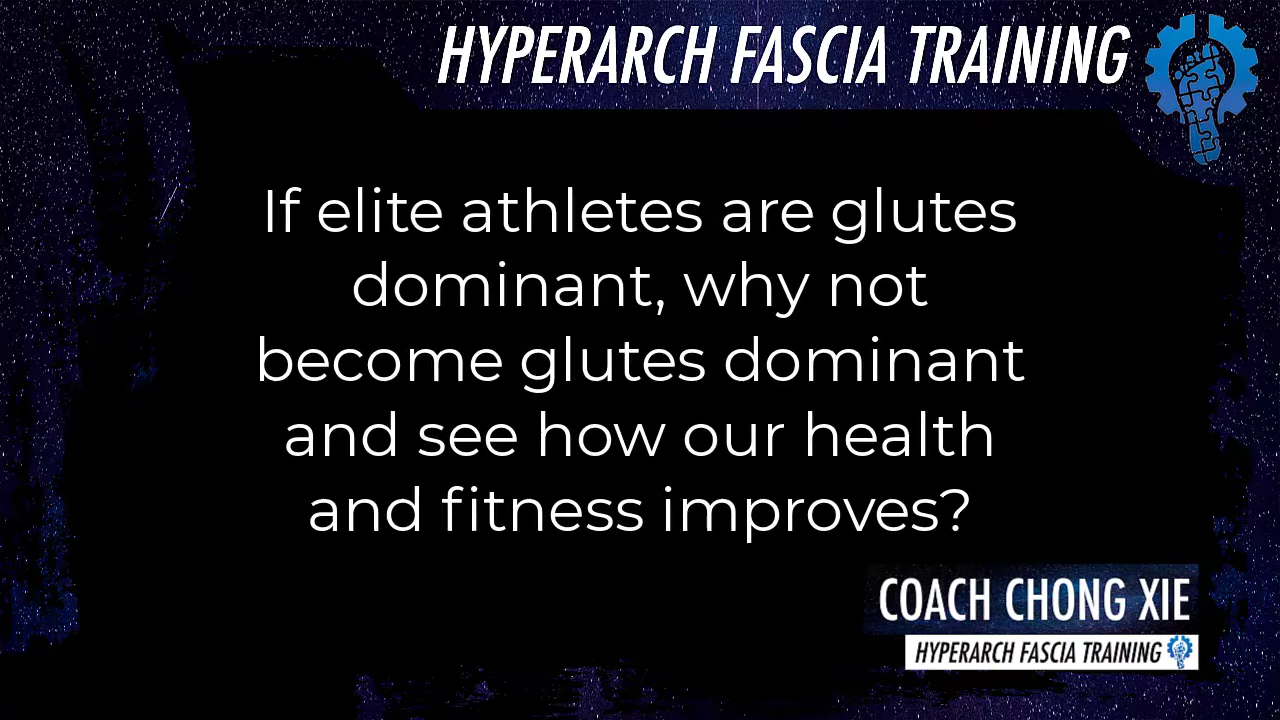 HYPERARCH FASCIA TRAINING
If elite athletes are glutes
dominant, why not
become glutes dominant
and see how our health
and fitness improves?
COACH CHONG XIE
HYPERARCH FASCIA TRAINING